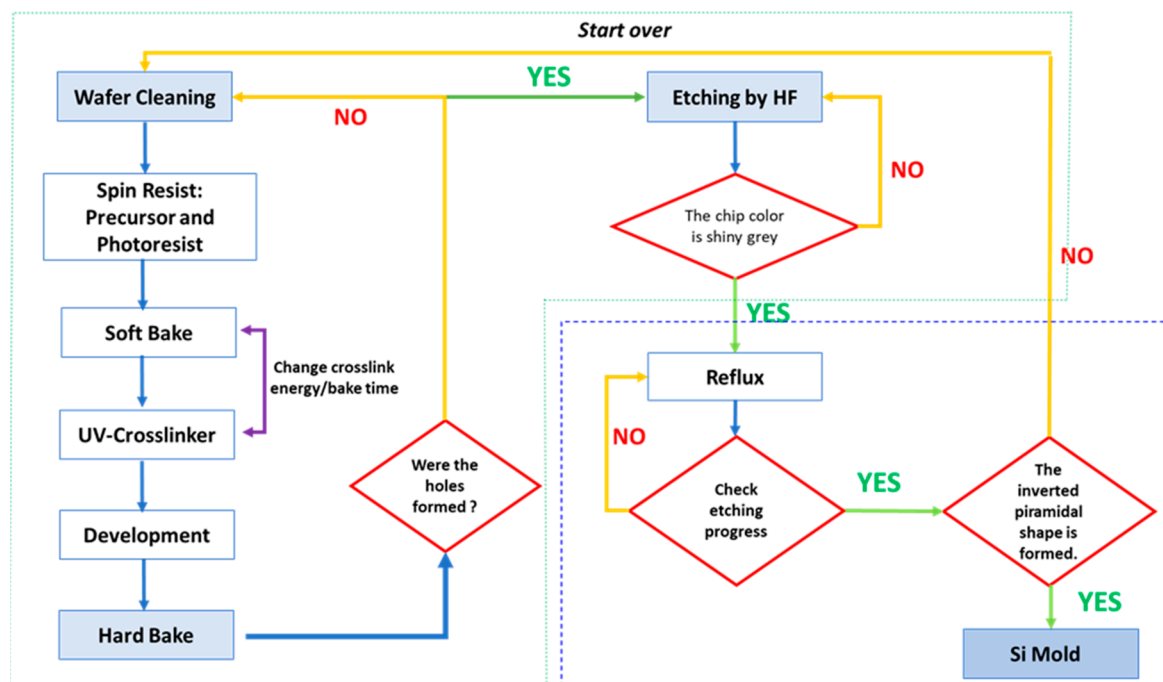 Start over
Wafer Cleaning
YES
Etching by HF
NO
NO
Spin Resist:
Precursor and
Photoresist
The chip color
is shiny grey
NO
YES
Soft Bake
Change crosslink
energy/bake time
Reflux
UV-Crosslinker
NO
Were the
holes
formed ?
Check
etching
progress
YES
The
inverted
piramidal
shape is
formed.
Development
YES
Hard Bake
Si Mold